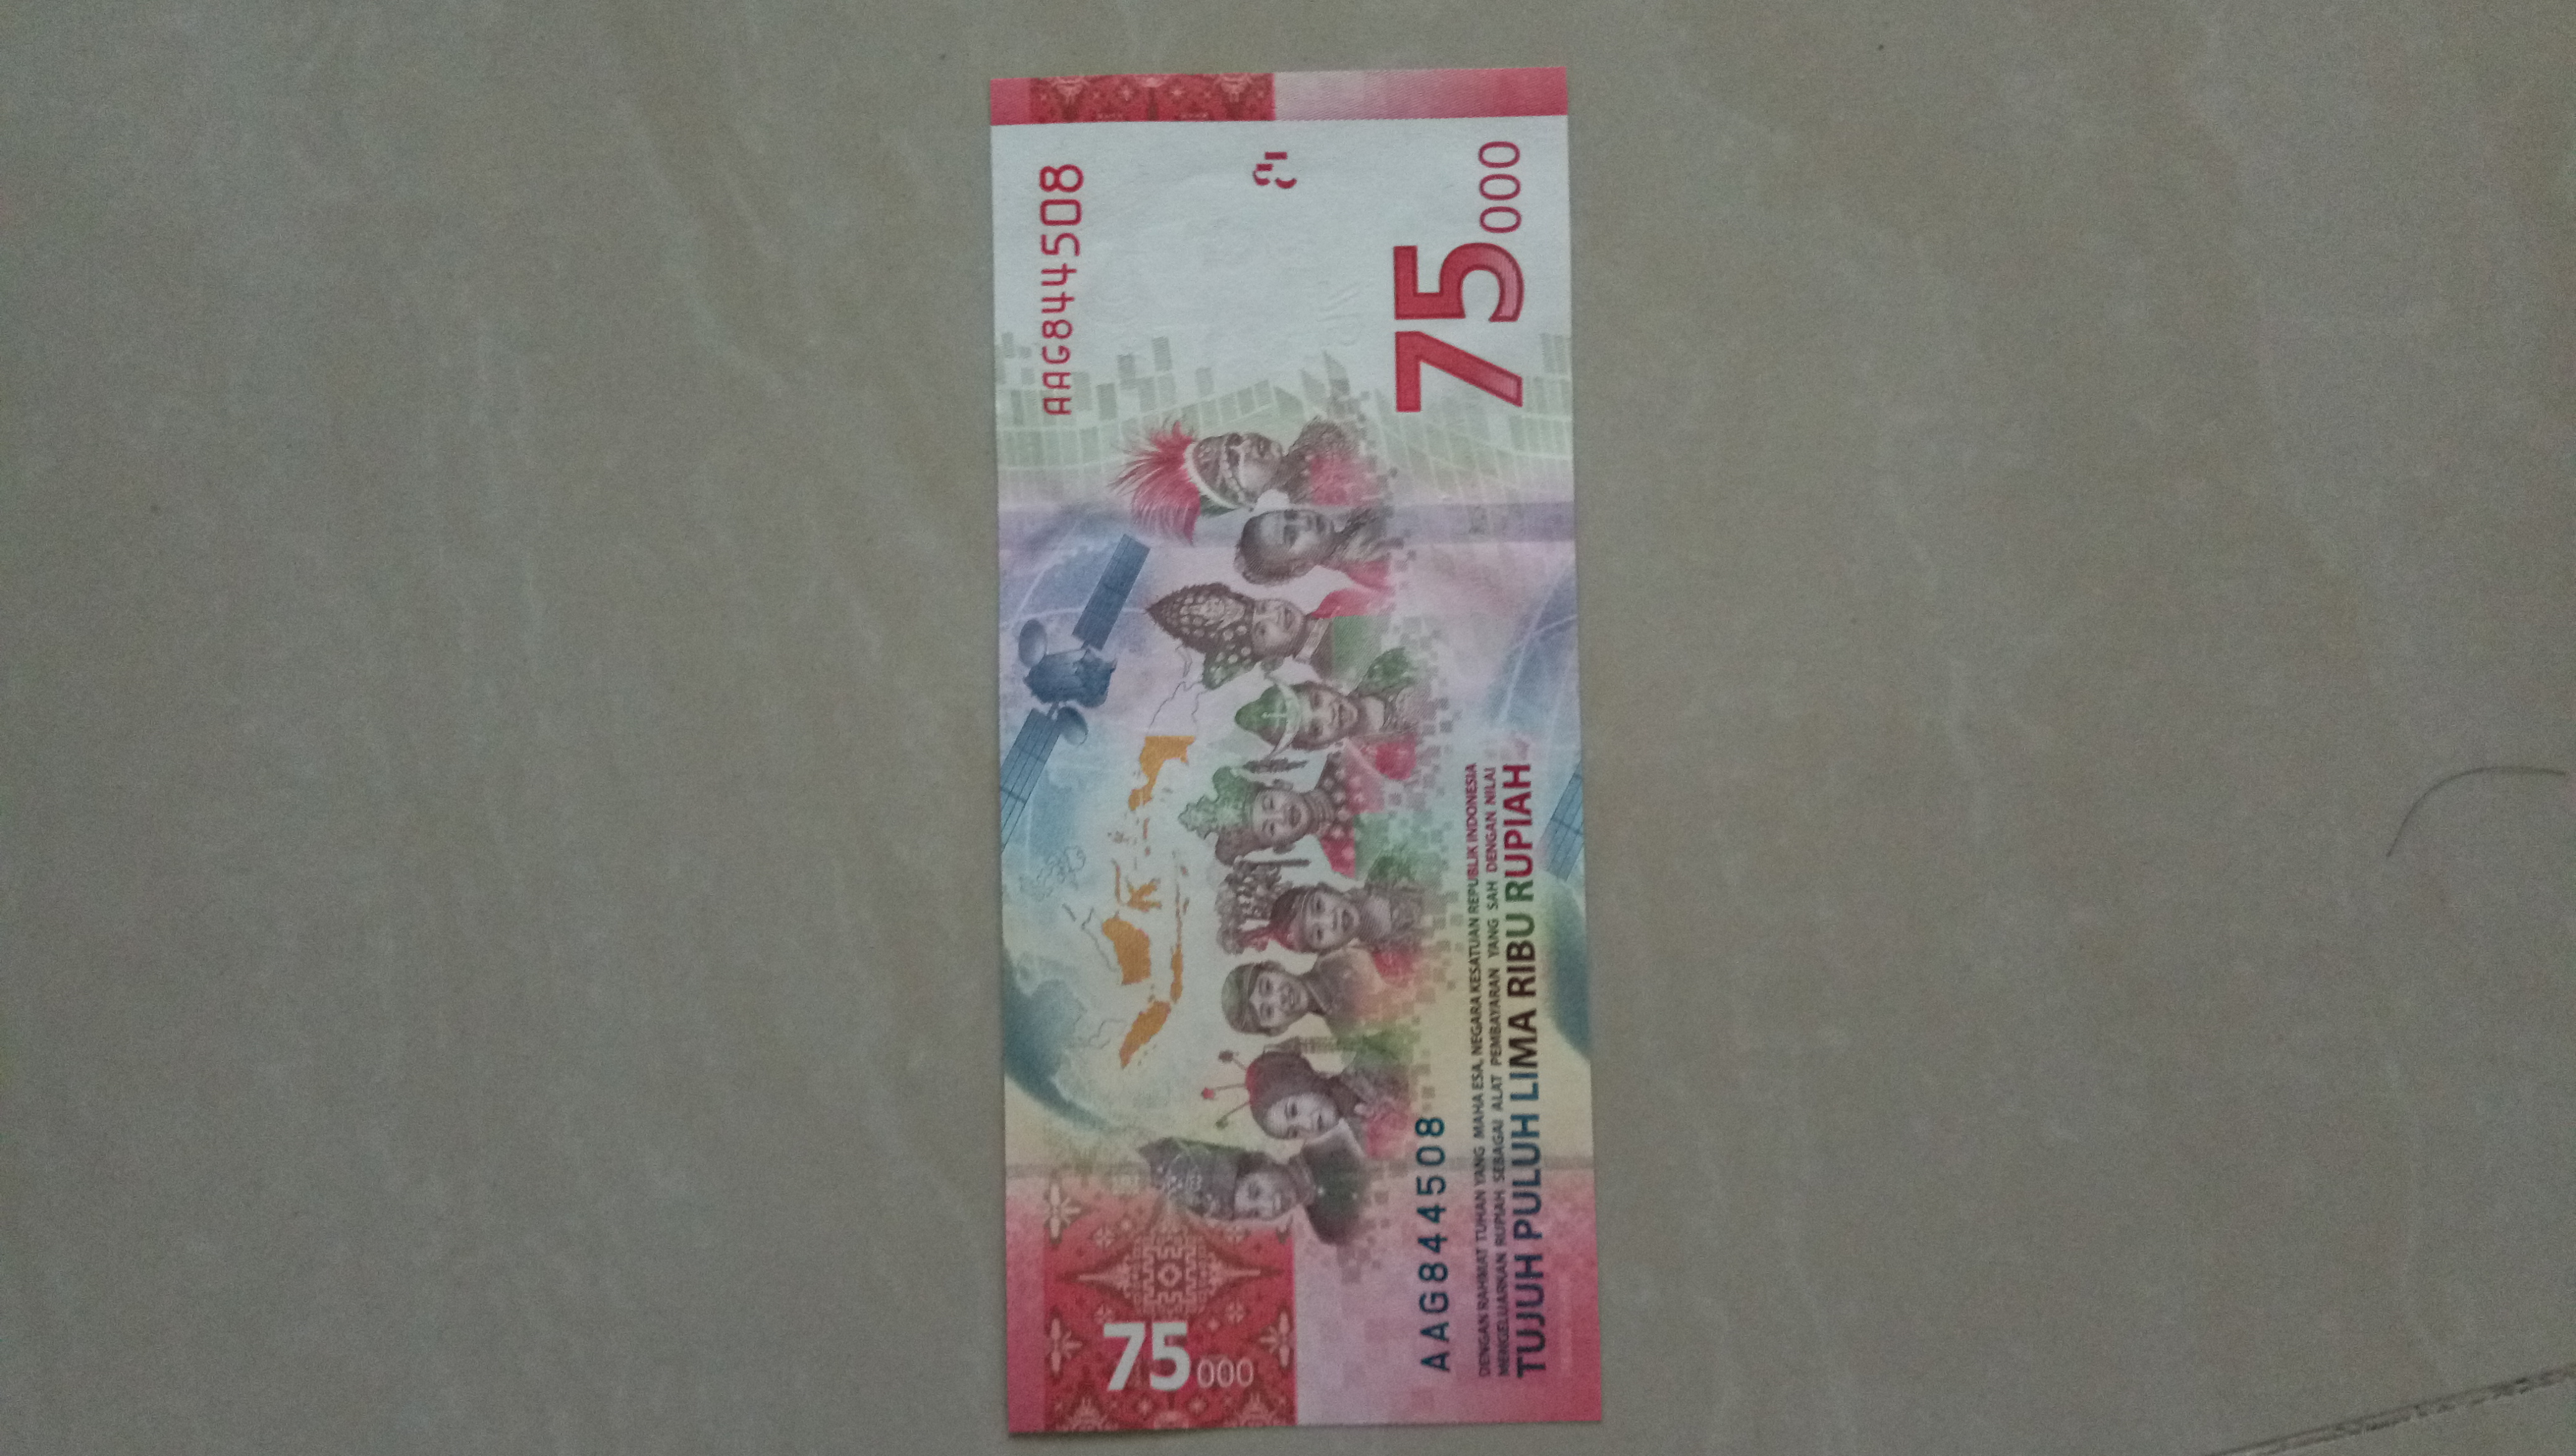 AAG844508
75000
AAG844508
DENGAN RAHMAT TUHAN YANG MAHA ESA, NEGARA KESATUAN REPUBLIK INDONESIA
MENGELUARKAN RUPIAH SEBAGAI ALAT PEMBAYARAN YANG SAH DENGAN NILAI
TUJUH PULUH LIMA RIBU RUPIAH
75000